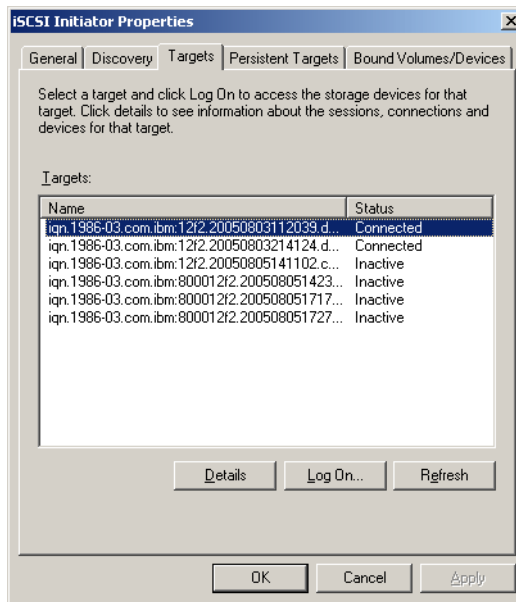 iSCSI Initiator Properties
General Discovery Targets Persistent Targets Bound Volumes/Devices
Select a target and click Log On to access the storage devices for that
target. Click details to see information about the sessions, connections and
devices for that target.
Targets:
Name Status
iqn.1986-03.com.ibm:12f2.20050803112039.d... Connected
iqn.1986-03.com.ibm:12f2.20050803214124.d... Connected
iqn.1986-03.com.ibm:12f2.20050805141102.c... Inactive
iqn.1986-03.com.ibm:800012f2.200508051423... Inactive
iqn.1986-03.com.ibm:800012f2.200508051717... Inactive
iqn.1986-03.com.ibm:800012f2.200508051727... Inactive
Details Log On... Refresh
OK Cancel Apply